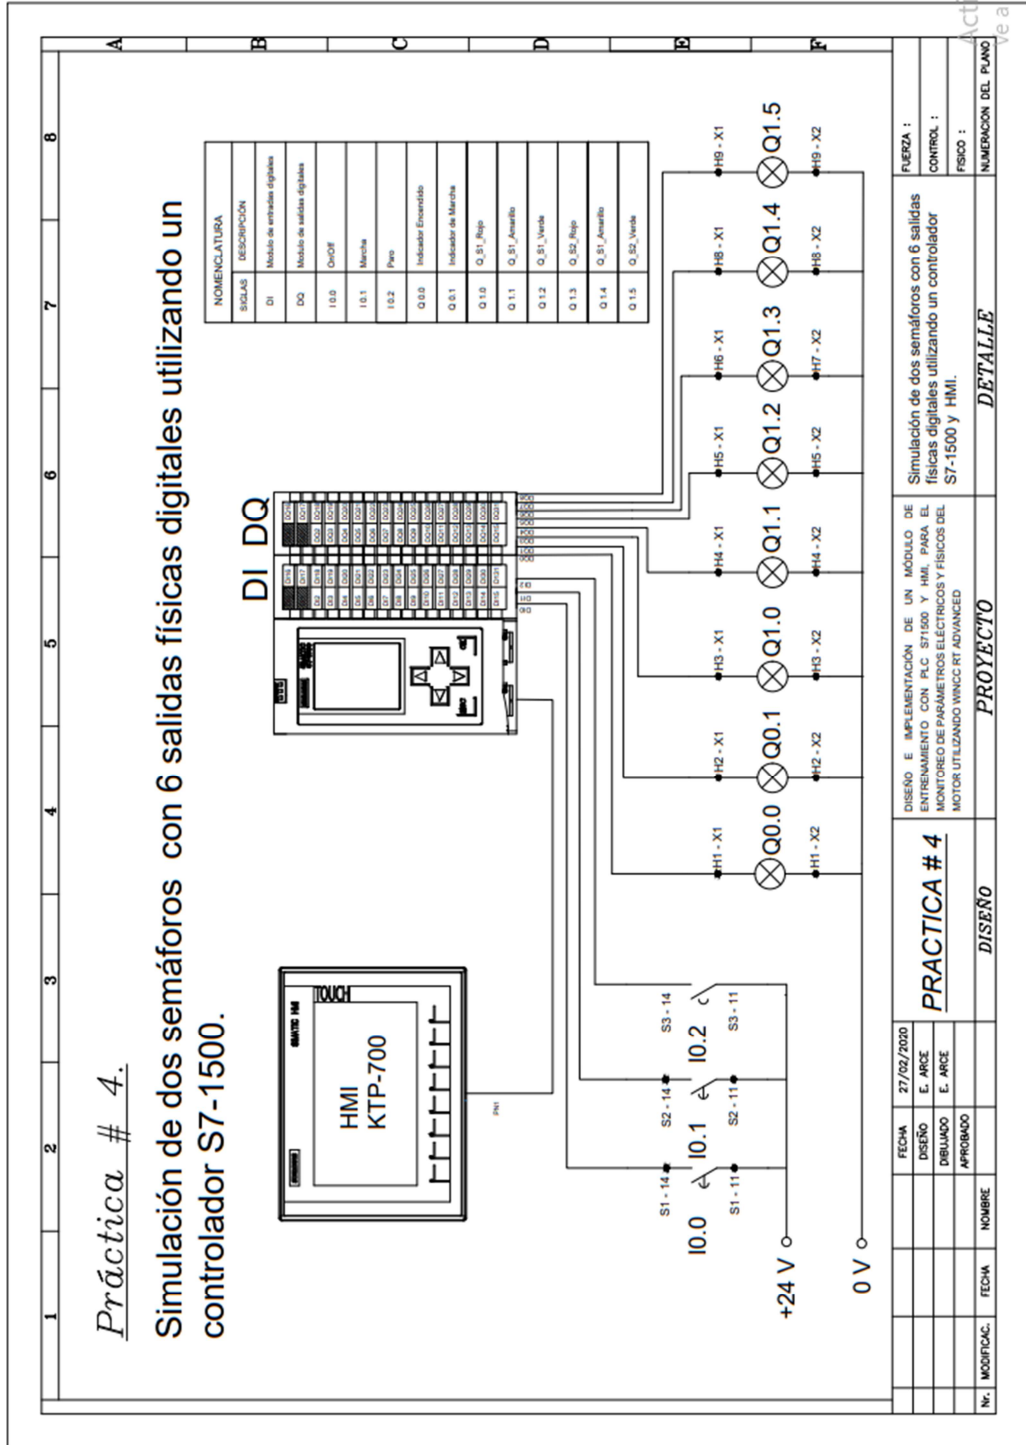 Acti
Ve a
1 2 3 4 5 6 7 8
A
B
C
D
E
F
Práctica # 4.
Simulación de dos semáforos con 6 salidas físicas digitales utilizando un
controlador S7-1500.
NOMENCLATURA
SIGLAS DESCRIPCIÓN
DI Modulo de entradas digitales
DQ Modulo de salidas digitales
I 0.0 On/Off
I 0.1 Marcha
I 0.2 Paro
Q 0.0 Indicador Encendido
Q 0.1 Indicador de Marcha
Q 1.0 Q_S1_Rojo
Q 1.1 Q_S1_Amarillo
Q 1.2 Q_S1_Verde
Q 1.3 Q_S2_Rojo
Q 1.4 Q_S1_Amarillo
Q 1.5 Q_S2_Verde
DI DQ
SIMATIC HMI
TOUCH
HMI
KTP-700
PN1
DI0 DI1 DI2
S1 - 14 S2 - 14 S3 - 14
I0.0 I0.1 I0.2
S1 - 11 S2 - 11 S3 - 11
H1 - X1 H2 - X1 H3 - X1 H4 - X1 H5 - X1 H6 - X1 H8 - X1 H9 - X1
Q0.0 Q0.1 Q1.0 Q1.1 Q1.2 Q1.3 Q1.4 Q1.5
H1 - X2 H2 - X2 H3 - X2 H4 - X2 H5 - X2 H7 - X2 H8 - X2 H9 - X2
+24 V
0 V
Nr. MODIFICAC. FECHA NOMBRE
FECHA 27/02/2020
DISEÑO E. ARCE
DIBUJADO E. ARCE
APROBADO
PRACTICA # 4
DISEÑO
DISEÑO E IMPLEMENTACIÓN DE UN MÓDULO DE
ENTRENAMIENTO CON PLC S71500 Y HMI, PARA EL
MONITOREO DE PARÁMETROS ELÉCTRICOS Y FÍSICOS DEL
MOTOR UTILIZANDO WINCC RT ADVANCED
PROYECTO
Simulación de dos semáforos con 6 salidas
físicas digitales utilizando un controlador
S7-1500 y HMI.
DETALLE
FUERZA :
CONTROL :
FISICO :
NUMERACION DEL PLANO